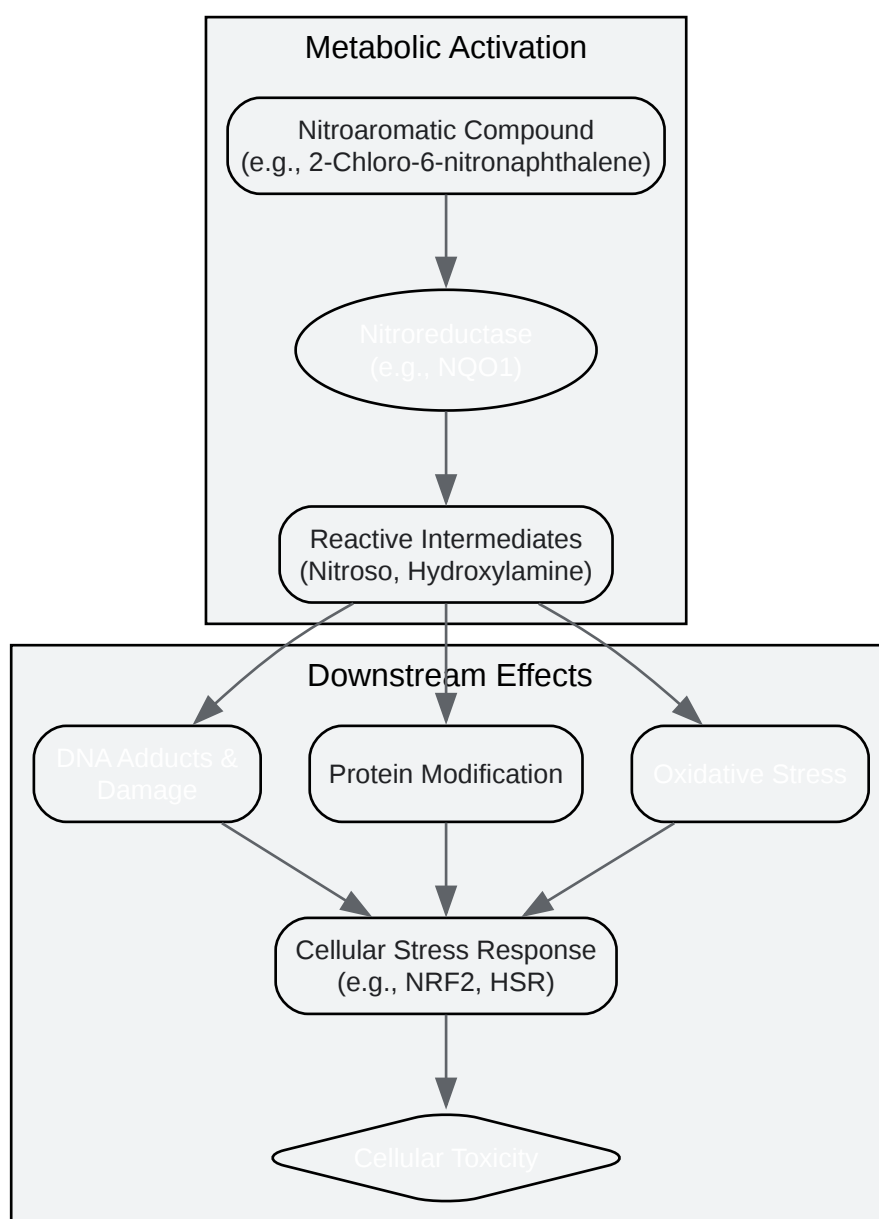 Metabolic Activation
Nitroaromatic Compound
(e.g., 2-Chloro-6-nitronaphthalene)
Nitroreductase
(e.g., NQO1)
Reactive Intermediates
(Nitroso, Hydroxylamine)
Downstream Effects
DNA Adducts &
Damage
Protein Modification
Oxidative Stress
Cellular Stress Response
(e.g., NRF2, HSR)
Cellular Toxicity